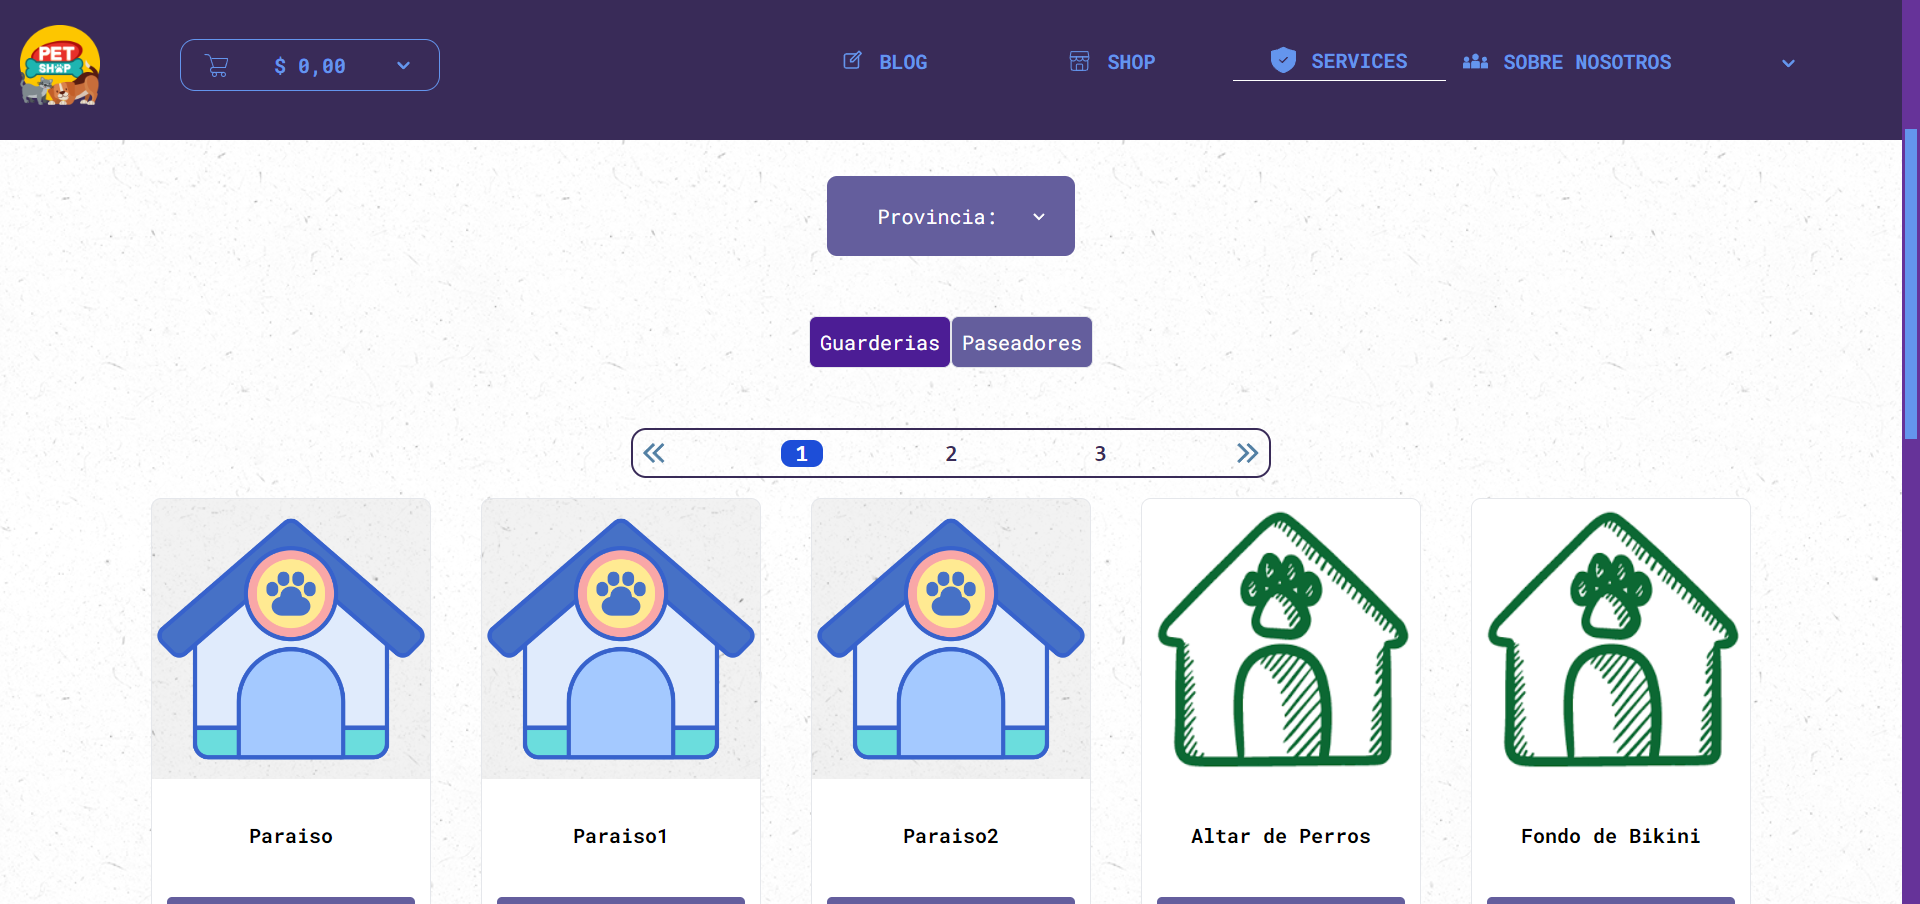 PET
SHOP
$ 0,00
BLOG
SHOP
SERVICES
SOBRE NOSOTROS
Provincia:
Guarderias
Paseadores
1
2
3
Paraiso
Paraiso1
Paraiso2
Altar de Perros
Fondo de Bikini